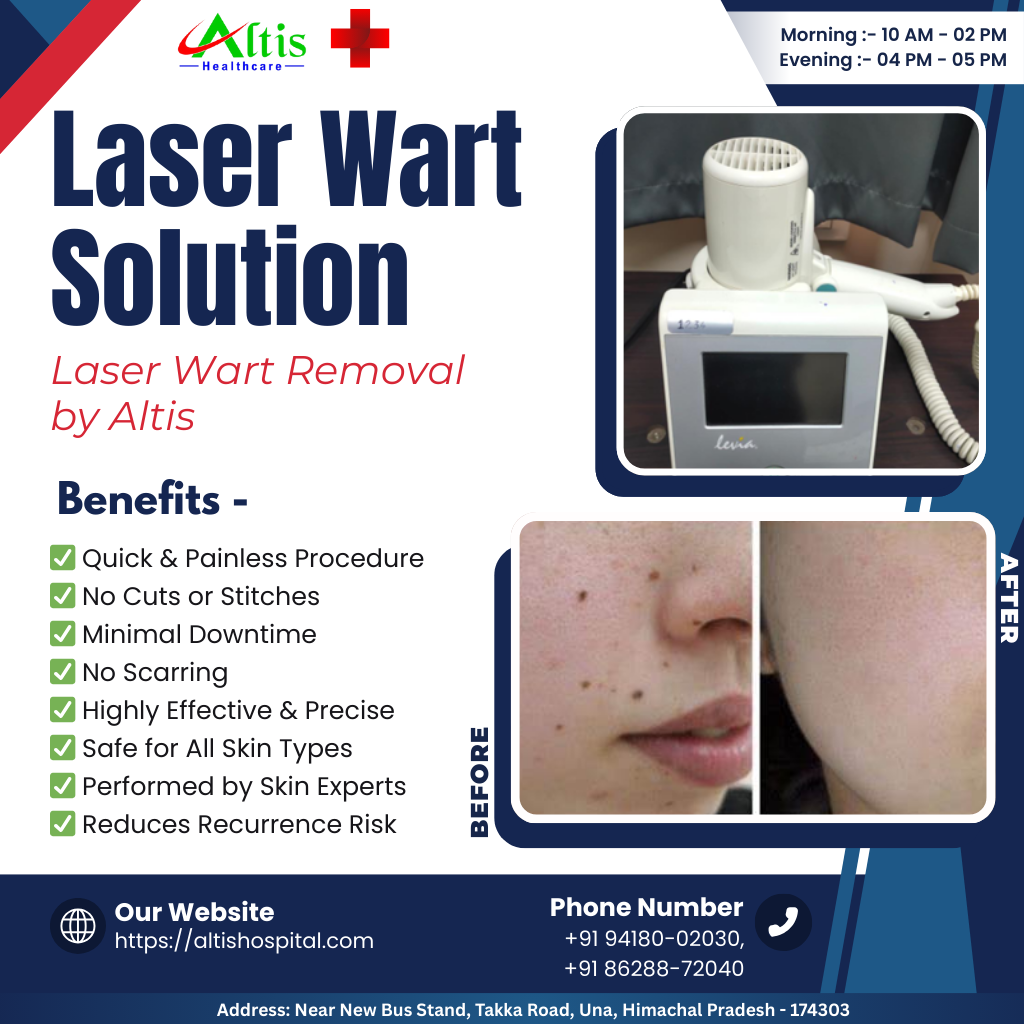 Altis
Healthcare
Morning :- 10 AM - 02 PM
Evening :- 04 PM - 05 PM
Laser Wart
Solution
Laser Wart Removal
by Altis
levia
Benefits -
✅ Quick & Painless Procedure
✅ No Cuts or Stitches
✅ Minimal Downtime
✅ No Scarring
✅ Highly Effective & Precise
✅ Safe for All Skin Types
✅ Performed by Skin Experts
✅ Reduces Recurrence Risk
BEFORE
AFTER
Our Website
https://altishospital.com
Phone Number
+91 94180-02030,
+91 86288-72040
Address: Near New Bus Stand, Takka Road, Una, Himachal Pradesh - 174303